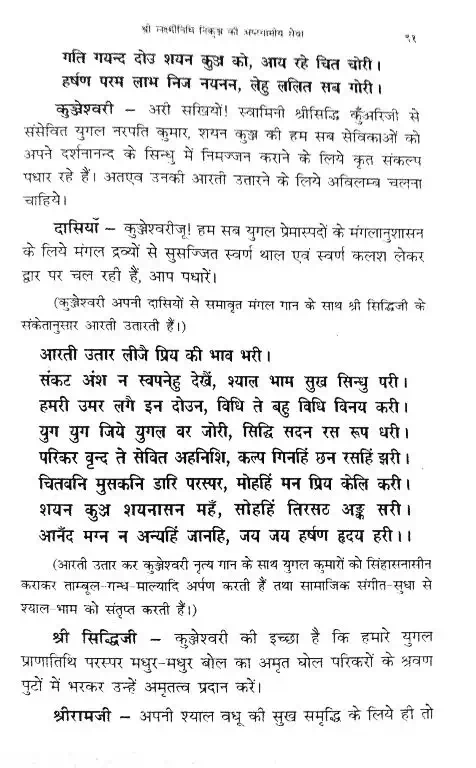 श्री लक्ष्मीनिधि निकुञ्ज की अष्टयामीय सेवा
९१
गति गयन्द दोउ शयन कुञ्ज को, आय रहे चित चोरी।
हर्षण परम लाभ निज नयनन, लेहु ललित सब गोरी।
कुञ्जेश्वरी – अरी सखियों! स्वामिनी श्रीसिद्धि कुँअरिजी से
संसेवित युगल नरपति कुमार, शयन कुञ्ज की हम सब सेविकाओं को
अपने दर्शनानन्द के सिन्धु में निमज्जन कराने के लिये कृत संकल्प
पधार रहे हैं। अतएव उनकी आरती उतारने के लिये अविलम्ब चलना
चाहिये।
दासियाँ – कुञ्जेश्वरीजू! हम सब युगल प्रेमास्पदों के मंगलानुशासन
के लिये मंगल द्रव्यों से सुसज्जित स्वर्ण थाल एवं स्वर्ण कलश लेकर
द्वार पर चल रही हैं, आप पधारें।
(कुञ्जेश्वरी अपनी दासियों से समावृत मंगल गान के साथ श्री सिद्धिजी के
संकेतानुसार आरती उतारती हैं।)
आरती उतार लीजै प्रिय की भाव भरी।
संकट अंश न स्वपनेहु देखैं, श्याल भाम सुख सिन्धु परी।
हमरी उमर लगै इन दोउन, विधि ते बहु विधि विनय करी।
युग युग जिये युगल वर जोरी, सिद्धि सदन रस रूप धरी।
परिकर वृन्द ते सेवित अहनिशि, कल्प गिनहिं छन रसहिं झरी।
चितवनि मुसकनि डारि परस्पर, मोहहिं मन प्रिय केलि करी।
शयन कुञ्ज शयनासन महँ, सोहहिं तिरसठ अङ्क सरी।
आनँद मग्न न अन्यहिं जानहि, जय जय हर्षण हृदय हरी।।
(आरती उतार कर कुञ्जेश्वरी नृत्य गान के साथ युगल कुमारों को सिंहासनासीन
कराकर ताम्बूल-गन्ध-माल्यादि अर्पण करती हैं तथा सामाजिक संगीत-सुधा से
श्याल-भाम को संतृप्त करती हैं।)
श्री सिद्धिजी – कुञ्जेश्वरी की इच्छा है कि हमारे युगल
प्राणातिथि परस्पर मधुर-मधुर बोल का अमृत घोल परिकरों के श्रवण
पुटों में भरकर उन्हें अमृतत्व प्रदान करें।
श्रीरामजी – अपनी श्याल वधू की सुख समृद्धि के लिये ही तो